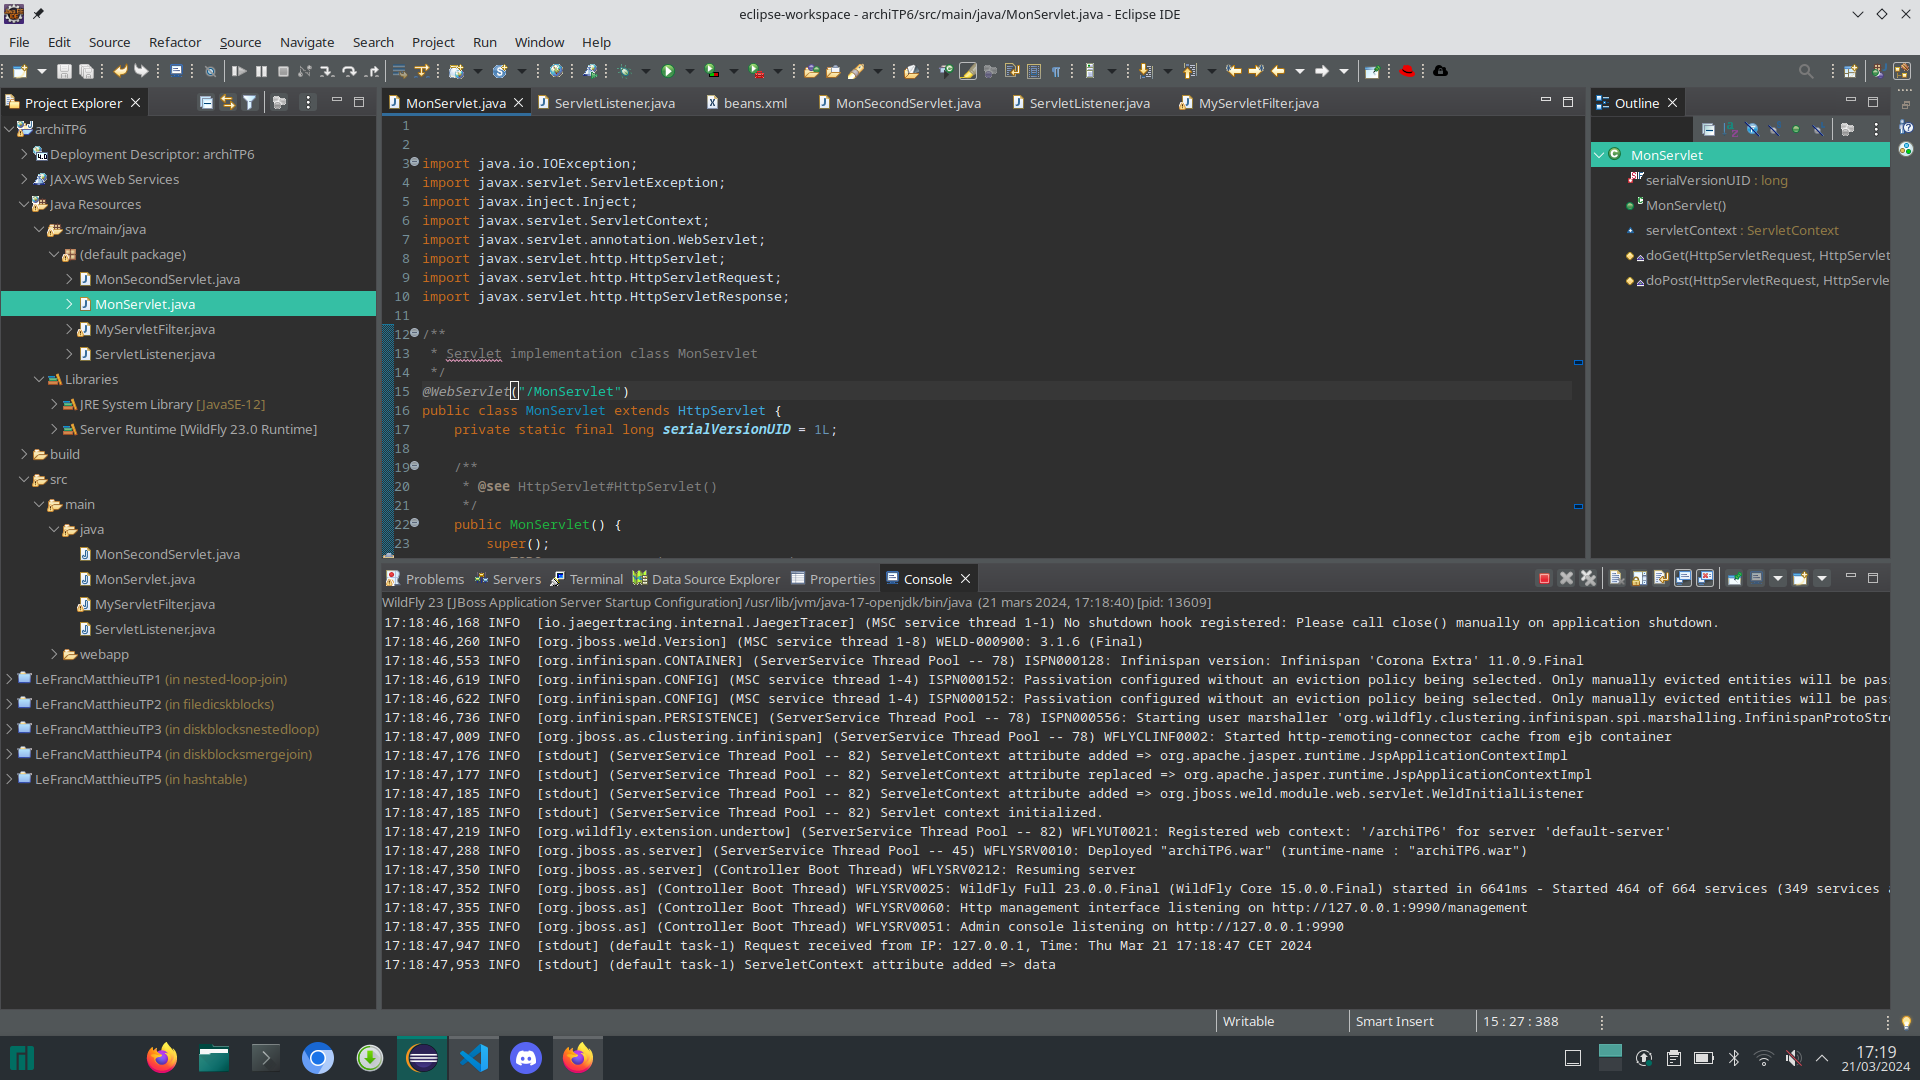 eclipse-workspace - archiTP6/src/main/java/MonServlet.java - Eclipse IDE
File Edit Source Refactor Source Navigate Search Project Run Window Help
Project Explorer
archiTP6
Deployment Descriptor: archiTP6
JAX-WS Web Services
Java Resources
src/main/java
(default package)
MonSecondServlet.java
MonServlet.java
MyServletFilter.java
ServletListener.java
Libraries
JRE System Library [JavaSE-12]
Server Runtime [WildFly 23.0 Runtime]
build
src
main
java
MonSecondServlet.java
MonServlet.java
MyServletFilter.java
ServletListener.java
webapp
LeFrancMatthieuTP1 (in nested-loop-join)
LeFrancMatthieuTP2 (in filedicskblocks)
LeFrancMatthieuTP3 (in diskblocksnestedloop)
LeFrancMatthieuTP4 (in diskblocksmergejoin)
LeFrancMatthieuTP5 (in hashtable)
MonServlet.java ServletListener.java beans.xml MonSecondServlet.java ServletListener.java MyServletFilter.java
1
2
3 import java.io.IOException;
4 import javax.servlet.ServletException;
5 import javax.inject.Inject;
6 import javax.servlet.ServletContext;
7 import javax.servlet.annotation.WebServlet;
8 import javax.servlet.http.HttpServlet;
9 import javax.servlet.http.HttpServletRequest;
10 import javax.servlet.http.HttpServletResponse;
11
12 /**
13 * Servlet implementation class MonServlet
14 */
15 @WebServlet("/MonServlet")
16 public class MonServlet extends HttpServlet {
17 private static final long serialVersionUID = 1L;
18
19 /**
20 * @see HttpServlet#HttpServlet()
21 */
22 public MonServlet() {
23 super();
Outline
MonServlet
serialVersionUID : long
MonServlet()
servletContext : ServletContext
doGet(HttpServletRequest, HttpServlet
doPost(HttpServletRequest, HttpServle
Problems Servers Terminal Data Source Explorer Properties Console
WildFly 23 [JBoss Application Server Startup Configuration] /usr/lib/jvm/java-17-openjdk/bin/java (21 mars 2024, 17:18:40) [pid: 13609]
17:18:46,168 INFO [io.jaegertracing.internal.JaegerTracer] (MSC service thread 1-1) No shutdown hook registered: Please call close() manually on application shutdown.
17:18:46,260 INFO [org.jboss.weld.Version] (MSC service thread 1-8) WELD-000900: 3.1.6 (Final)
17:18:46,553 INFO [org.infinispan.CONTAINER] (ServerService Thread Pool -- 78) ISPN000128: Infinispan version: Infinispan 'Corona Extra' 11.0.9.Final
17:18:46,619 INFO [org.infinispan.CONFIG] (MSC service thread 1-4) ISPN000152: Passivation configured without an eviction policy being selected. Only manually evicted entities will be pas
17:18:46,622 INFO [org.infinispan.CONFIG] (MSC service thread 1-4) ISPN000152: Passivation configured without an eviction policy being selected. Only manually evicted entities will be pas
17:18:46,736 INFO [org.infinispan.PERSISTENCE] (ServerService Thread Pool -- 78) ISPN000556: Starting user marshaller 'org.wildfly.clustering.infinispan.spi.marshalling.InfinispanProtoStr
17:18:47,009 INFO [org.jboss.as.clustering.infinispan] (ServerService Thread Pool -- 78) WFLYCLINF0002: Started http-remoting-connector cache from ejb container
17:18:47,176 INFO [stdout] (ServerService Thread Pool -- 82) ServeletContext attribute added => org.apache.jasper.runtime.JspApplicationContextImpl
17:18:47,177 INFO [stdout] (ServerService Thread Pool -- 82) ServeletContext attribute replaced => org.apache.jasper.runtime.JspApplicationContextImpl
17:18:47,185 INFO [stdout] (ServerService Thread Pool -- 82) ServeletContext attribute added => org.jboss.weld.module.web.servlet.WeldInitialListener
17:18:47,185 INFO [stdout] (ServerService Thread Pool -- 82) Servlet context initialized.
17:18:47,219 INFO [org.wildfly.extension.undertow] (ServerService Thread Pool -- 82) WFLYUT0021: Registered web context: '/archiTP6' for server 'default-server'
17:18:47,288 INFO [org.jboss.as.server] (ServerService Thread Pool -- 45) WFLYSRV0010: Deployed "archiTP6.war" (runtime-name : "archiTP6.war")
17:18:47,350 INFO [org.jboss.as.server] (Controller Boot Thread) WFLYSRV0212: Resuming server
17:18:47,352 INFO [org.jboss.as] (Controller Boot Thread) WFLYSRV0025: WildFly Full 23.0.0.Final (WildFly Core 15.0.0.Final) started in 6641ms - Started 464 of 664 services (349 services
17:18:47,355 INFO [org.jboss.as] (Controller Boot Thread) WFLYSRV0060: Http management interface listening on http://127.0.0.1:9990/management
17:18:47,355 INFO [org.jboss.as] (Controller Boot Thread) WFLYSRV0051: Admin console listening on http://127.0.0.1:9990
17:18:47,947 INFO [stdout] (default task-1) Request received from IP: 127.0.0.1, Time: Thu Mar 21 17:18:47 CET 2024
17:18:47,953 INFO [stdout] (default task-1) ServeletContext attribute added => data
Writable Smart Insert 15 : 27 : 388
17:19
21/03/2024